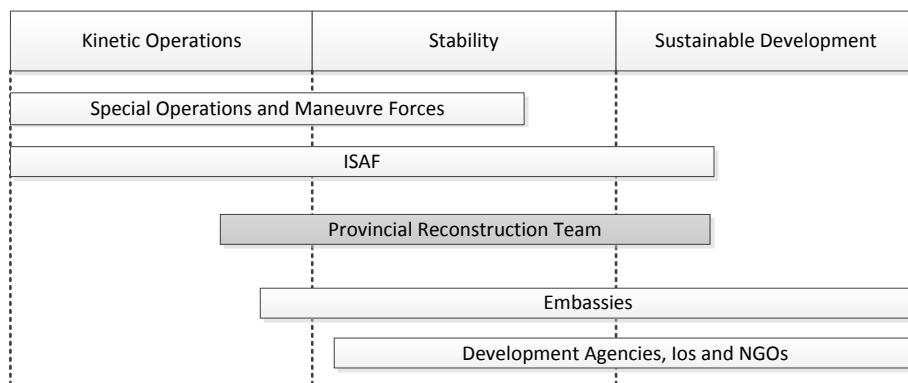 Kinetic Operations
Stability
Sustainable Development
Special Operations and Maneuvre Forces
ISAF
Provincial Reconstruction Team
Embassies
Development Agencies, Ios and NGOs